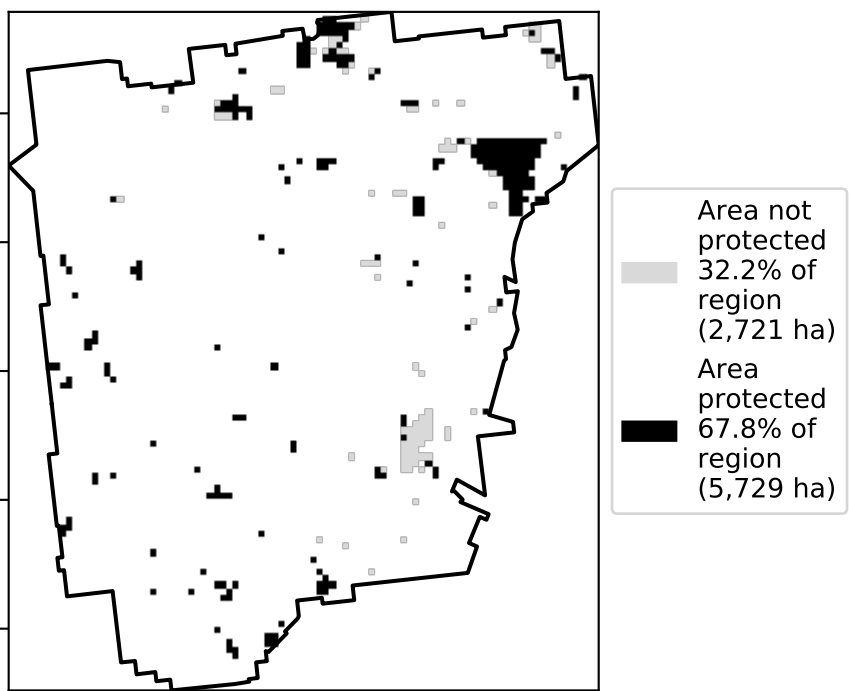 Area not
protected
32.2% of
region
(2,721 ha)
Area
protected
67.8% of
region
(5,729 ha)